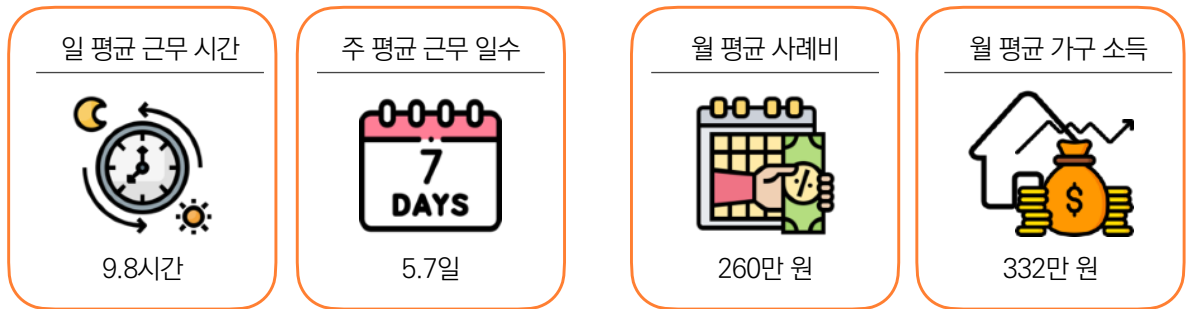 일 평균 근무 시간
9.8시간
주 평균 근무 일수
7
DAYS
5.7일
월 평균 사례비
%
260만 원
월 평균 가구 소득
$
332만 원